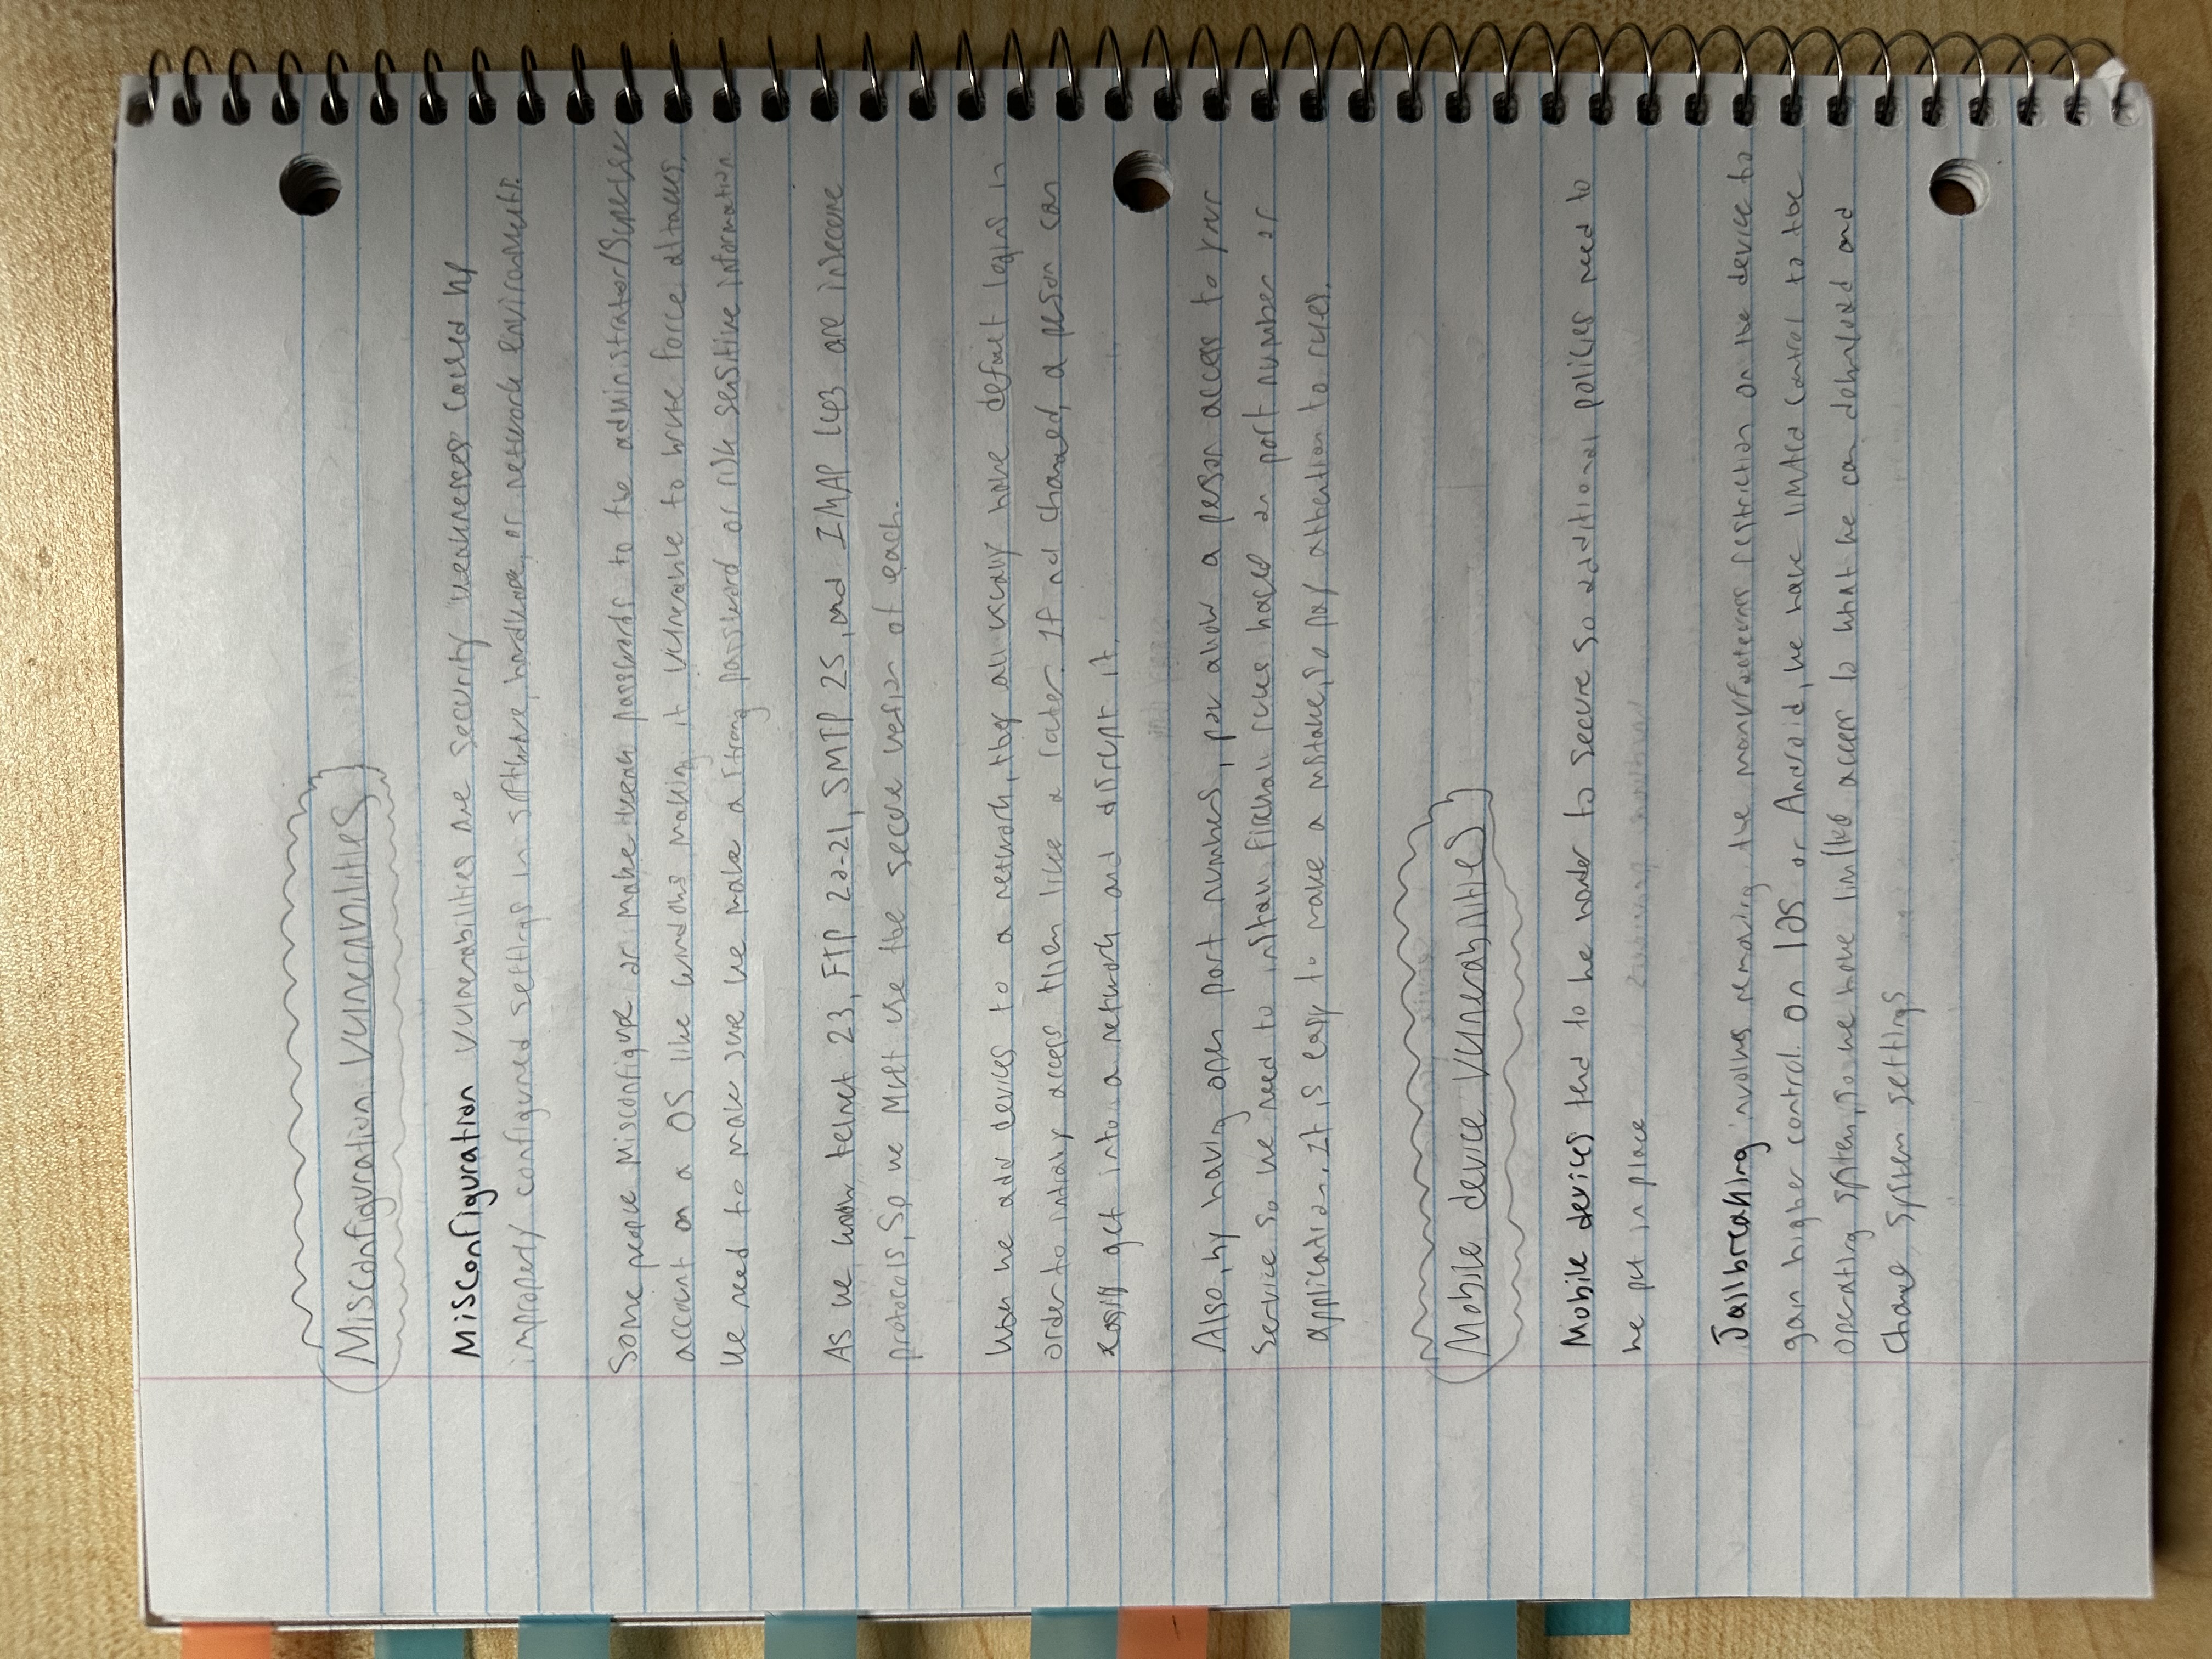 Misconfiguration Vulnerabilities
Misconfiguration vulnerabilities are security weaknesses caused by
improperly configured settings in software, hardware, or network environments.
Some people misconfigure or make weak passwords to the administrator/Superuser
account on a OS like windows making it vulnerable to brute force attacks.
We need to make sure we make a strong password or risk sensitive information.
As we know telnet 23, FTP 20-21, SMTP 25, and IMAP 143 are insecure
protocols, So we must use the secure version of each.
When we add devices to a network, they all usually have default logins in
order to access them like a router. If not changed, a person can
easily get into a network and disrupt it.
Also, by having open port numbers, you allow a person access to your
service so we need to install firewall rules based on port number or
application. It is easy to make a mistake, so pay attention to rules.
Mobile device Vulnerabilities
Mobile devices tend to be harder to secure so additional policies need to
be put in place
Jailbreaking involves removing the manufacturers restriction on the device to
gain higher control. On IOS or Android, we have limited control to the
operating system, so we have limited access to what we can download and
change system settings